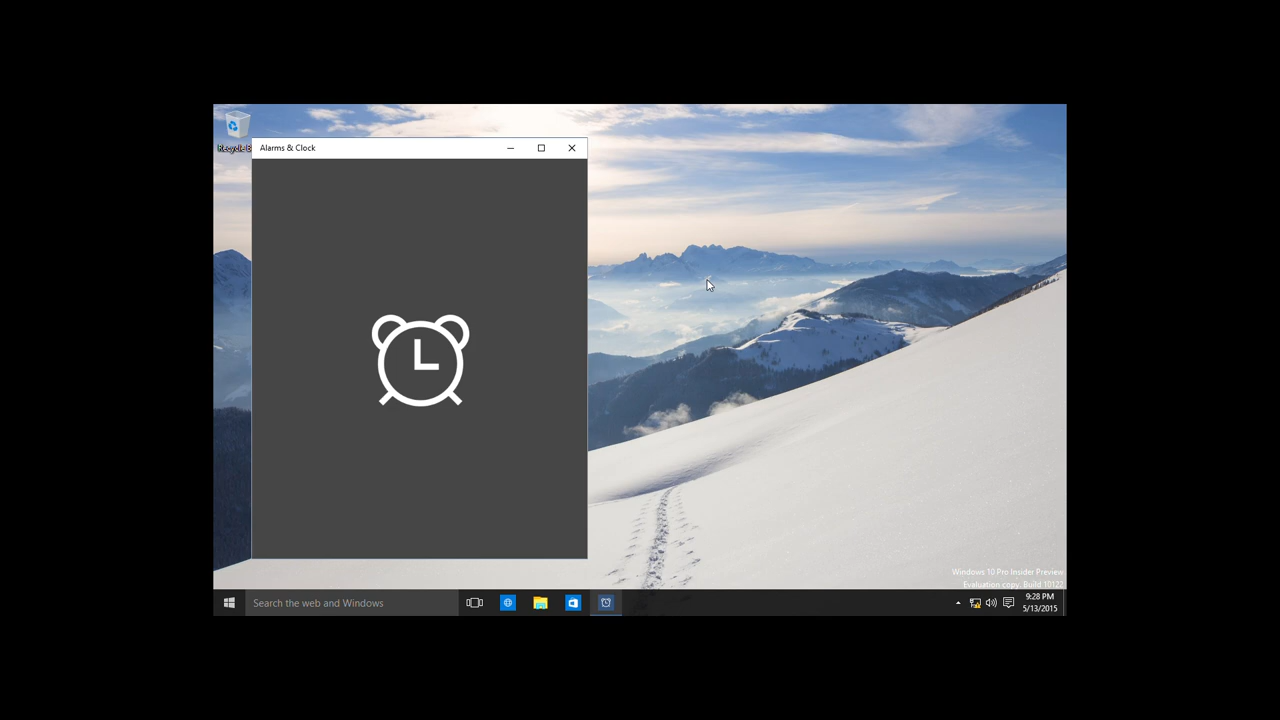 Recycle B
Alarms & Clock
Windows 10 Pro Insider Preview
Evaluation copy. Build 10122
Search the web and Windows
9:28 PM
5/13/2015